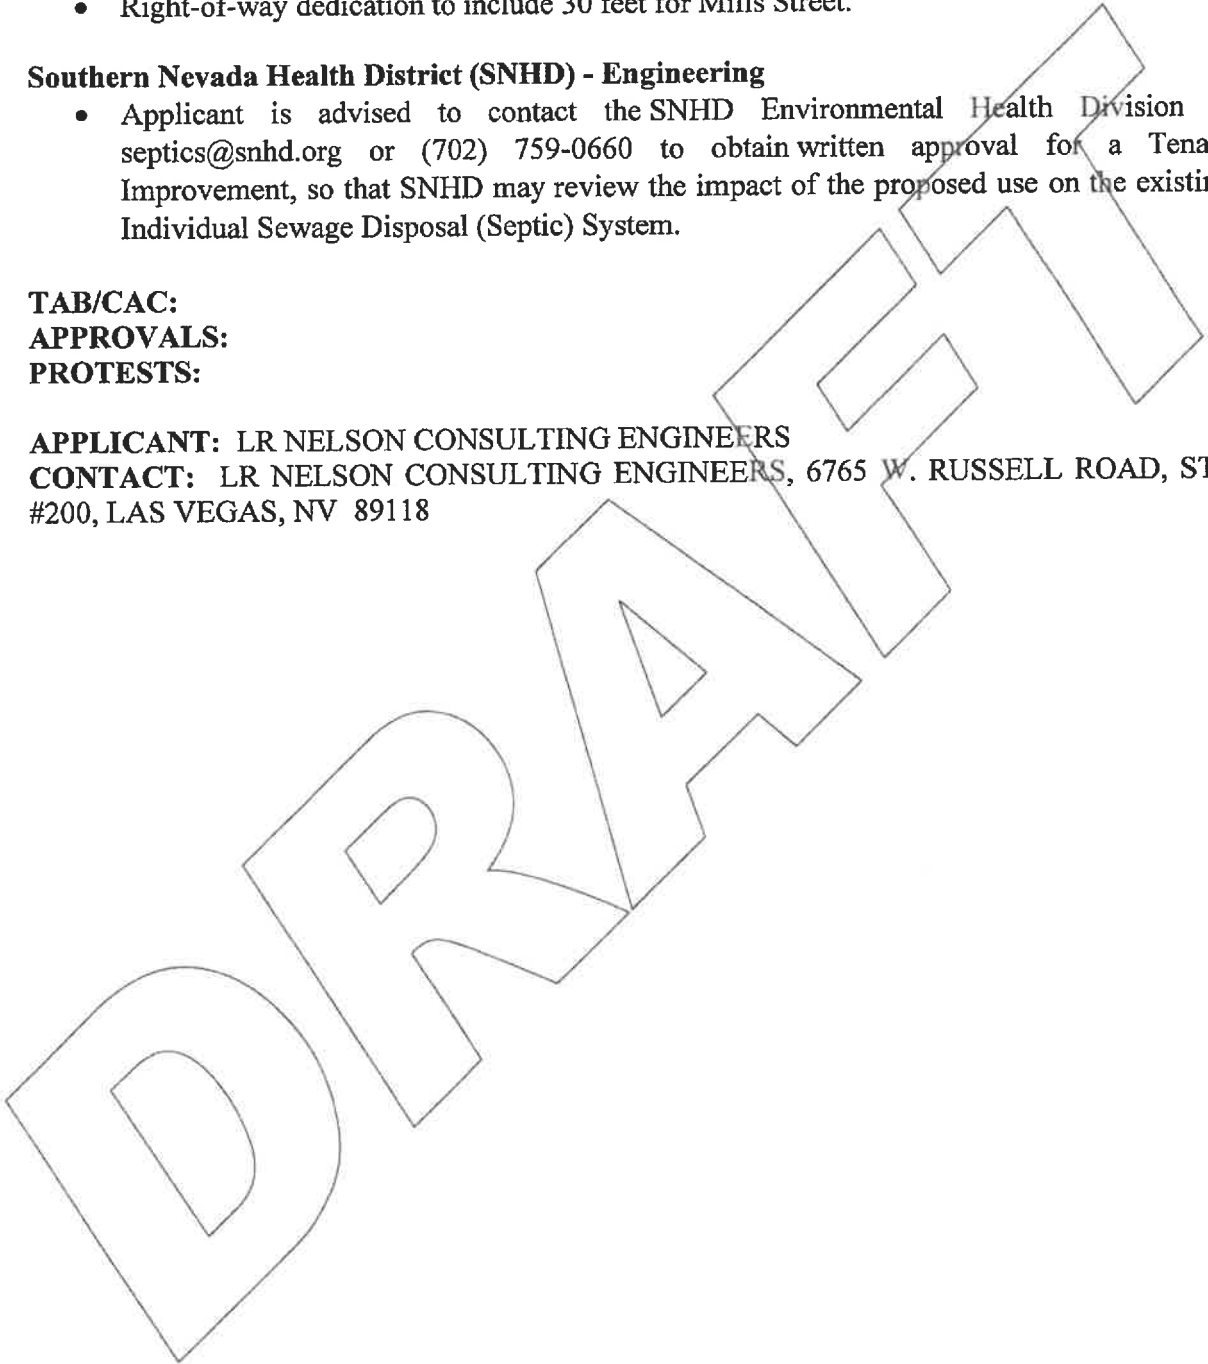 Right-of-way dedication to include 30 feet for Mills Street.
Southern Nevada Health District (SNHD) - Engineering
• Applicant is advised to contact the SNHD Environmental Health Division
septics@snhd.org or (702) 759-0660 to obtain written approval for a Tena
Improvement, so that SNHD may review the impact of the proposed use on the existin
Individual Sewage Disposal (Septic) System.
TAB/CAC:
APPROVALS:
PROTESTS:
APPLICANT: LR NELSON CONSULTING ENGINEERS
CONTACT: LR NELSON CONSULTING ENGINEERS, 6765 W. RUSSELL ROAD, ST
#200, LAS VEGAS, NV 89118
DRAFT